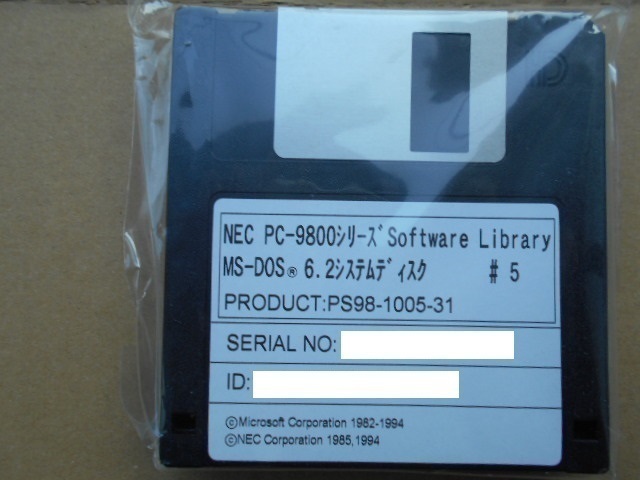 NEC PC-9800ｼﾘｰｽﾞSoftware Library
MS-DOS® 6.2ｼｽﾃﾑﾃﾞｨｽｸ #5
PRODUCT:PS98-1005-31
SERIAL NO:
ID:
©Microsoft Corporation 1982-1994
©NEC Corporation 1985,1994